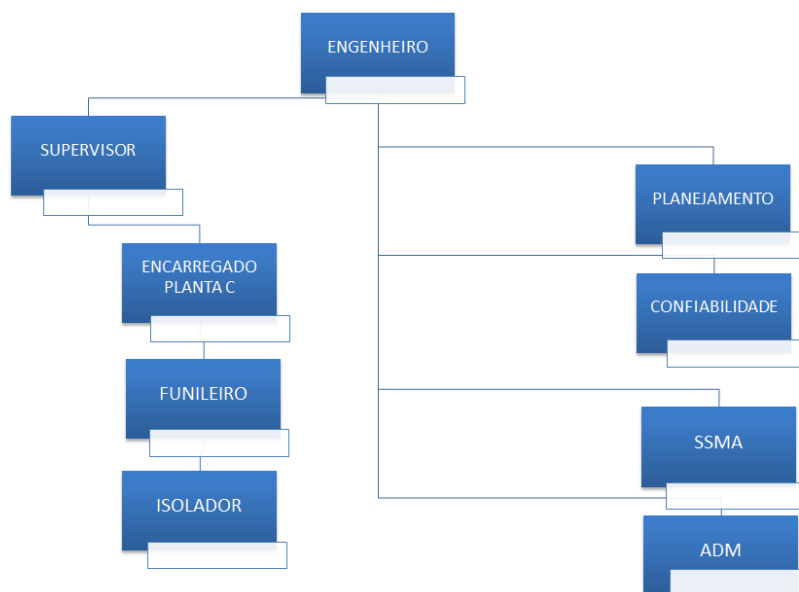 ENGENHEIRO
SUPERVISOR
PLANEJAMENTO
ENCARREGADO
PLANTA C
CONFIABILIDADE
FUNILEIRO
SSMA
ISOLADOR
ADM